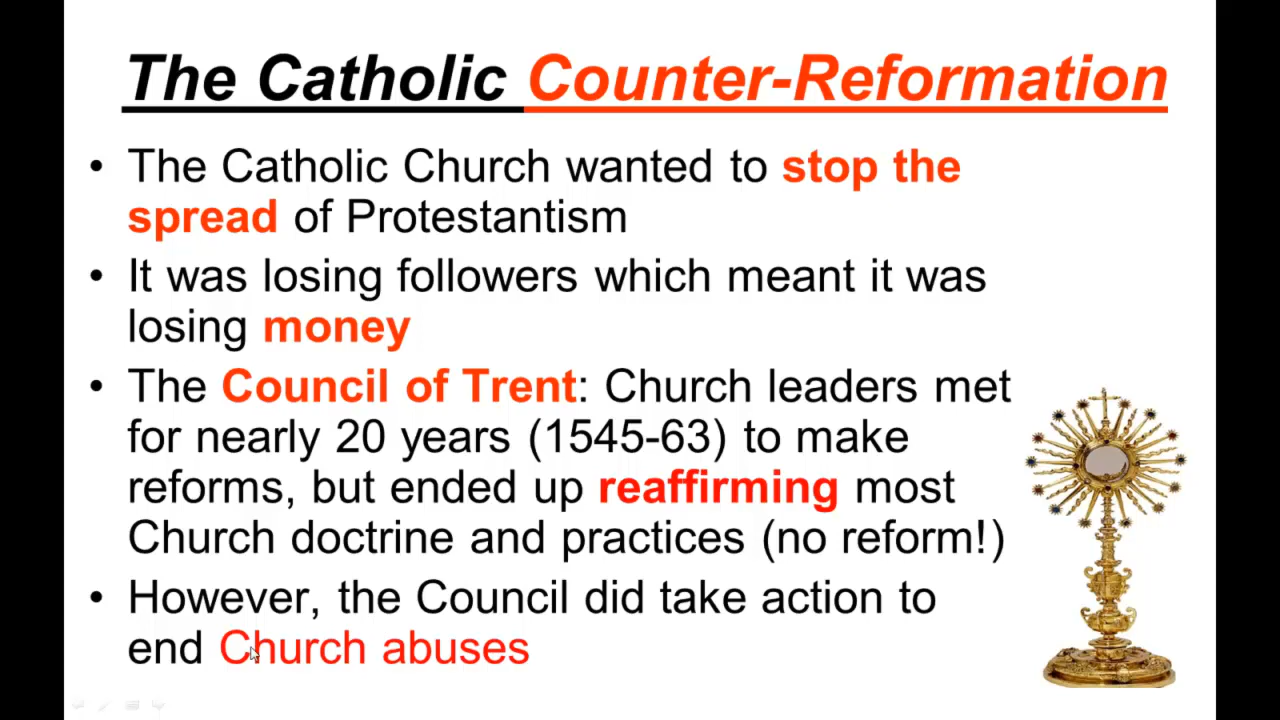 The Catholic Counter-Reformation
• The Catholic Church wanted to stop the
spread of Protestantism
• It was losing followers which meant it was
losing money
• The Council of Trent: Church leaders met
for nearly 20 years (1545-63) to make
reforms, but ended up reaffirming most
Church doctrine and practices (no reform!)
• However, the Council did take action to
end Church abuses